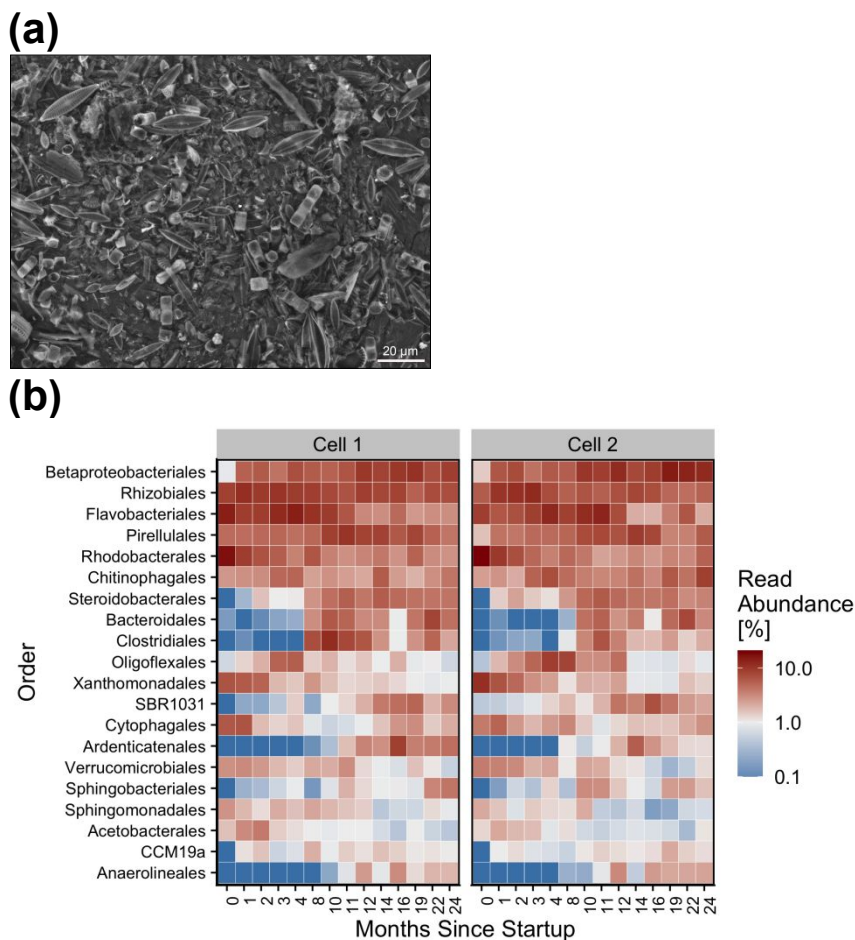 (a)
20 µm
(b)
Cell 1 Cell 2
Betaproteobacteriales
Rhizobiales
Flavobacteriales
Pirellulales
Rhodobacterales
Chitinophagales
Steroidobacterales
Bacteroidales
Clostridiales
Oligoflexales
Xanthomonadales
SBR1031
Cytophagales
Ardenticatenales
Verrucomicrobiales
Sphingobacteriales
Sphingomonadales
Acetobacterales
CCM19a
Anaerolineales
Order
0 1 2 3 4 8 10 11 12 14 16 19 22 24 0 1 2 3 4 8 10 11 12 14 16 19 22 24
Months Since Startup
Read
Abundance
[%]
10.0
1.0
0.1